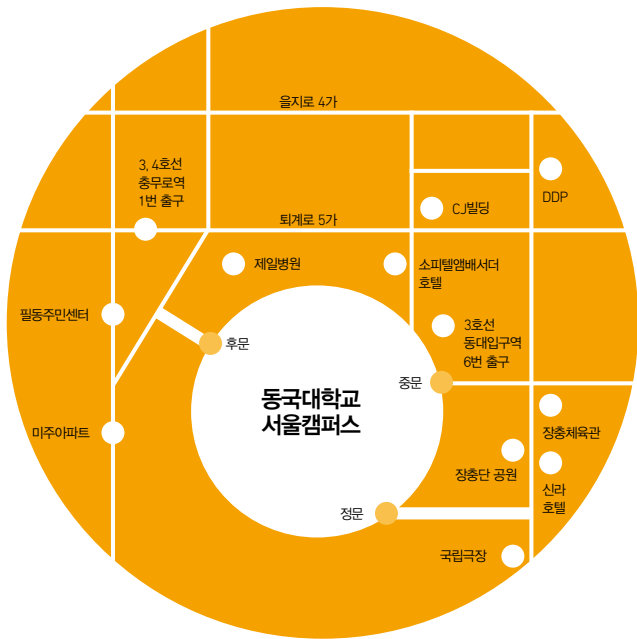 을지로 4가
3, 4호선
충무로역
1번 출구
DDP
CJ빌딩
퇴계로 5가
제일병원
소피텔앰배서더
호텔
필동주민센터
3호선
동대입구역
6번 출구
후문
중문
동국대학교
서울캠퍼스
미주아파트
장충체육관
장충단 공원
신라
호텔
정문
국립극장